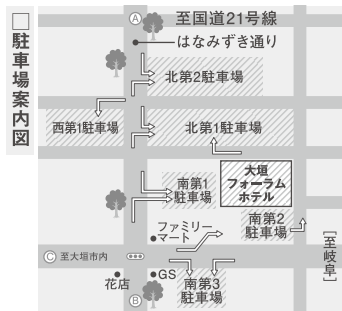 □駐車場案内図
Ⓐ 至国道21号線
はなみずき通り
北第2駐車場
西第1駐車場
北第1駐車場
南第1
駐車場
大垣
フォーラム
ホテル
南第2
駐車場
ファミリー
マート
Ⓒ 至大垣市内
[至岐阜]
花店
GS
南第3
駐車場
Ⓑ